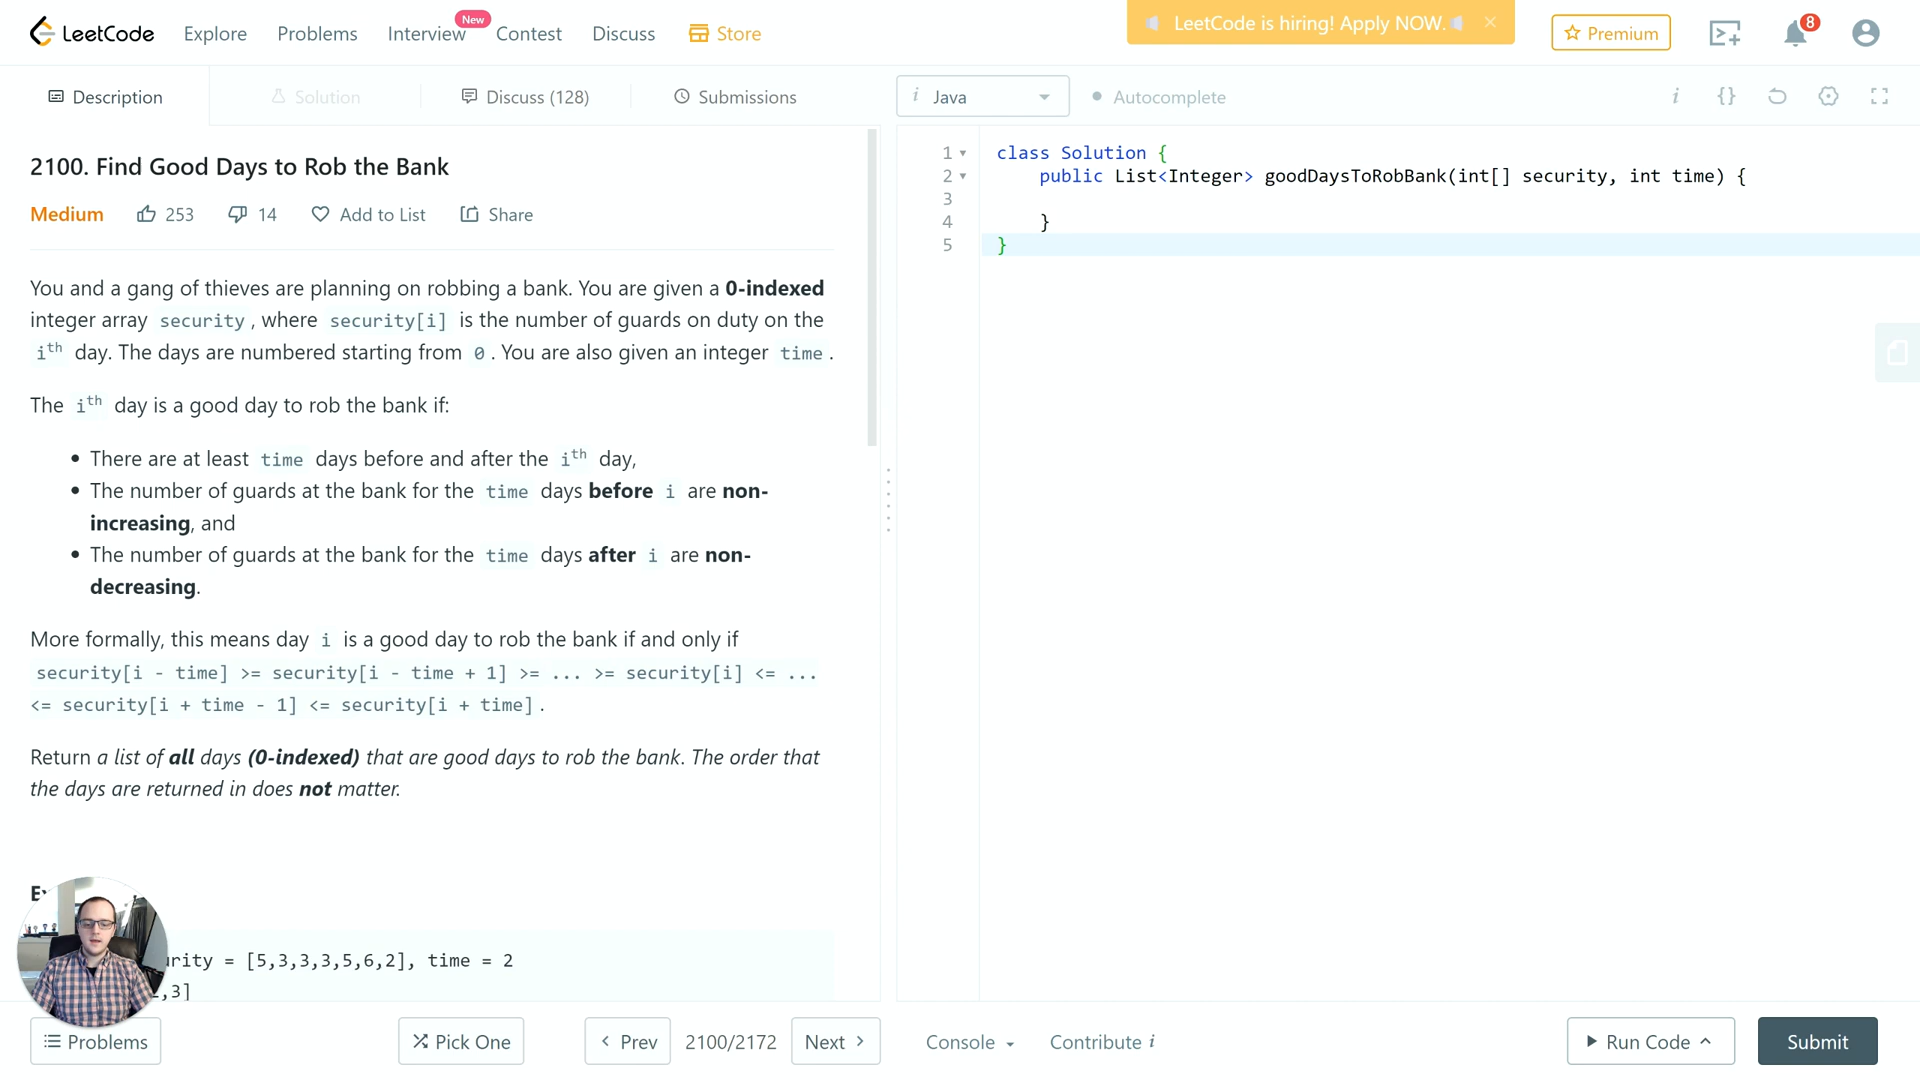 LeetCode
Explore
Problems
Interview
New
Contest
Discuss
Store
LeetCode is hiring! Apply NOW.
Premium
8
Description
Solution
Discuss (128)
Submissions
i Java
Autocomplete
i
{}
2100. Find Good Days to Rob the Bank
Medium
253
14
Add to List
Share
You and a gang of thieves are planning on robbing a bank. You are given a 0-indexed
integer array security, where security[i] is the number of guards on duty on the
ith day. The days are numbered starting from 0. You are also given an integer time.
The ith day is a good day to rob the bank if:
• There are at least time days before and after the ith day,
• The number of guards at the bank for the time days before i are non-
increasing, and
• The number of guards at the bank for the time days after i are non-
decreasing.
More formally, this means day i is a good day to rob the bank if and only if
security[i - time] >= security[i - time + 1] >= ... >= security[i] <= ...
<= security[i + time - 1] <= security[i + time].
Return a list of all days (0-indexed) that are good days to rob the bank. The order that
the days are returned in does not matter.
urity = [5,3,3,3,5,6,2], time = 2
,3]
1 class Solution {
2 public List<Integer> goodDaysToRobBank(int[] security, int time) {
3
4 }
5 }
Problems
Pick One
Prev
2100/2172
Next
Console
Contribute i
Run Code
Submit